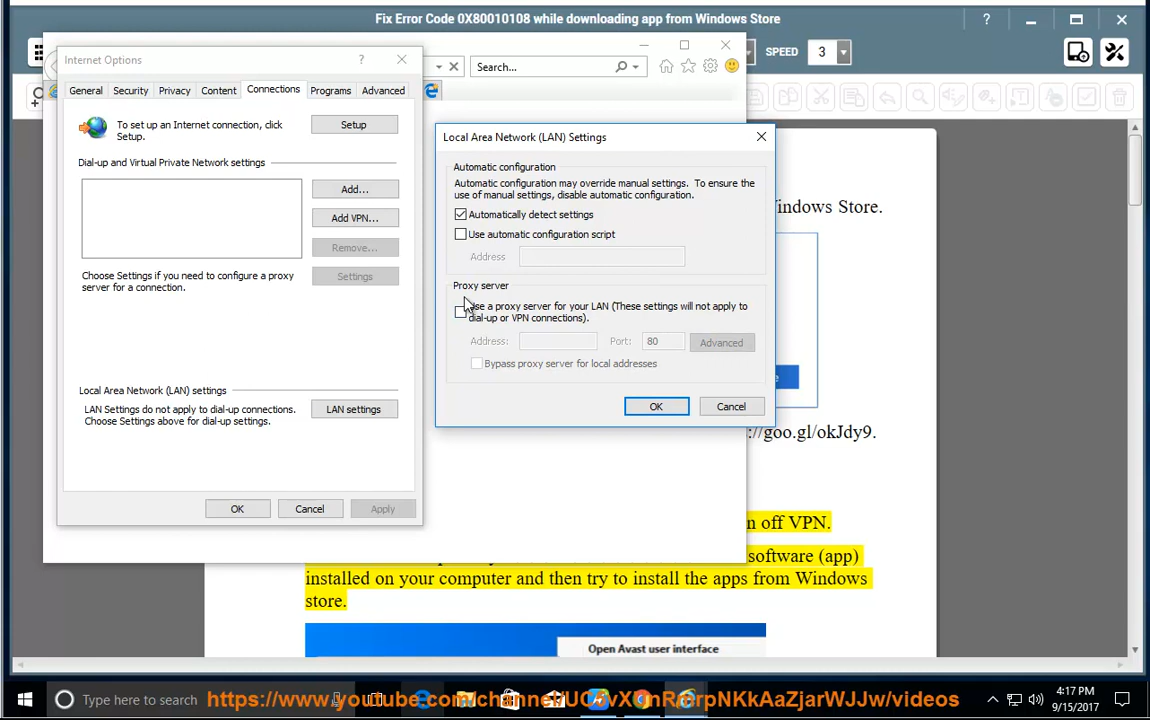 Fix Error Code 0X80010108 while downloading app from Windows Store
?
SPEED
3
Internet Options
?
Search...
General
Security
Privacy
Content
Connections
Programs
Advanced
To set up an Internet connection, click
Setup.
Setup
Dial-up and Virtual Private Network settings
Add...
Add VPN...
Remove...
Choose Settings if you need to configure a proxy
server for a connection.
Settings
Local Area Network (LAN) settings
LAN Settings do not apply to dial-up connections.
Choose Settings above for dial-up settings.
LAN settings
OK
Cancel
Apply
Local Area Network (LAN) Settings
Automatic configuration
Automatic configuration may override manual settings. To ensure the
use of manual settings, disable automatic configuration.
Automatically detect settings
Use automatic configuration script
Address
Proxy server
se a proxy server for your LAN (These settings will not apply to
dial-up or VPN connections).
Address:
Port:
80
Advanced
Bypass proxy server for local addresses
OK
Cancel
indows Store.
e
://goo.gl/okJdy9.
n off VPN.
software (app)
installed on your computer and then try to install the apps from Windows
store.
Open Avast user interface
Type here to search
4:17 PM
9/15/2017